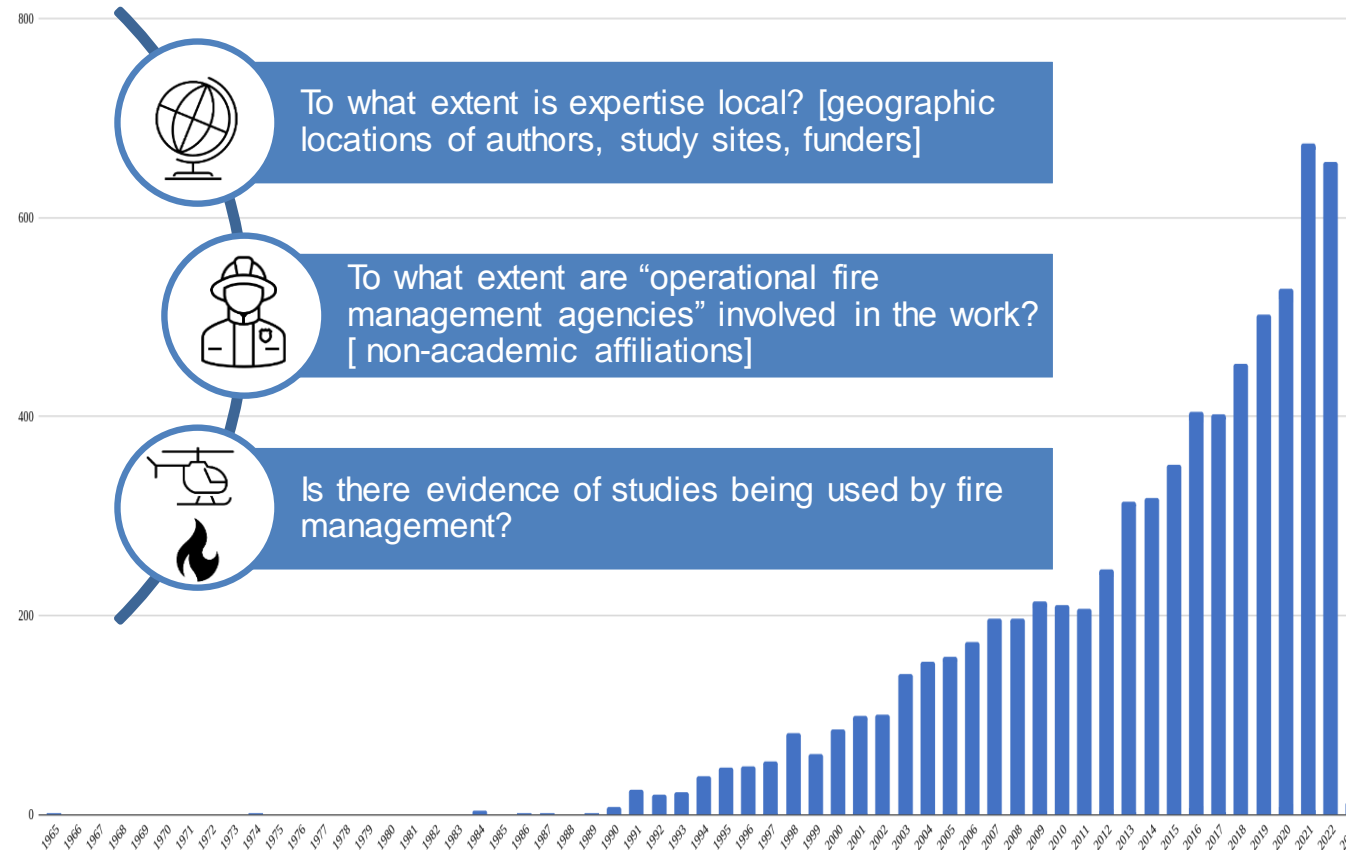 800
To what extent is expertise local? [geographic
locations of authors, study sites, funders]
600
To what extent are “operational fire
management agencies” involved in the work?
[ non-academic affiliations]
400
Is there evidence of studies being used by fire
management?
200
0
1965 1966 1967 1968 1969 1970 1971 1972 1973 1974 1975 1976 1977 1978 1979 1980 1981 1982 1983 1984 1985 1986 1987 1988 1989 1990 1991 1992 1993 1994 1995 1996 1997 1998 1999 2000 2001 2002 2003 2004 2005 2006 2007 2008 2009 2010 2011 2012 2013 2014 2015 2016 2017 2018 2019 2020 2021 2022